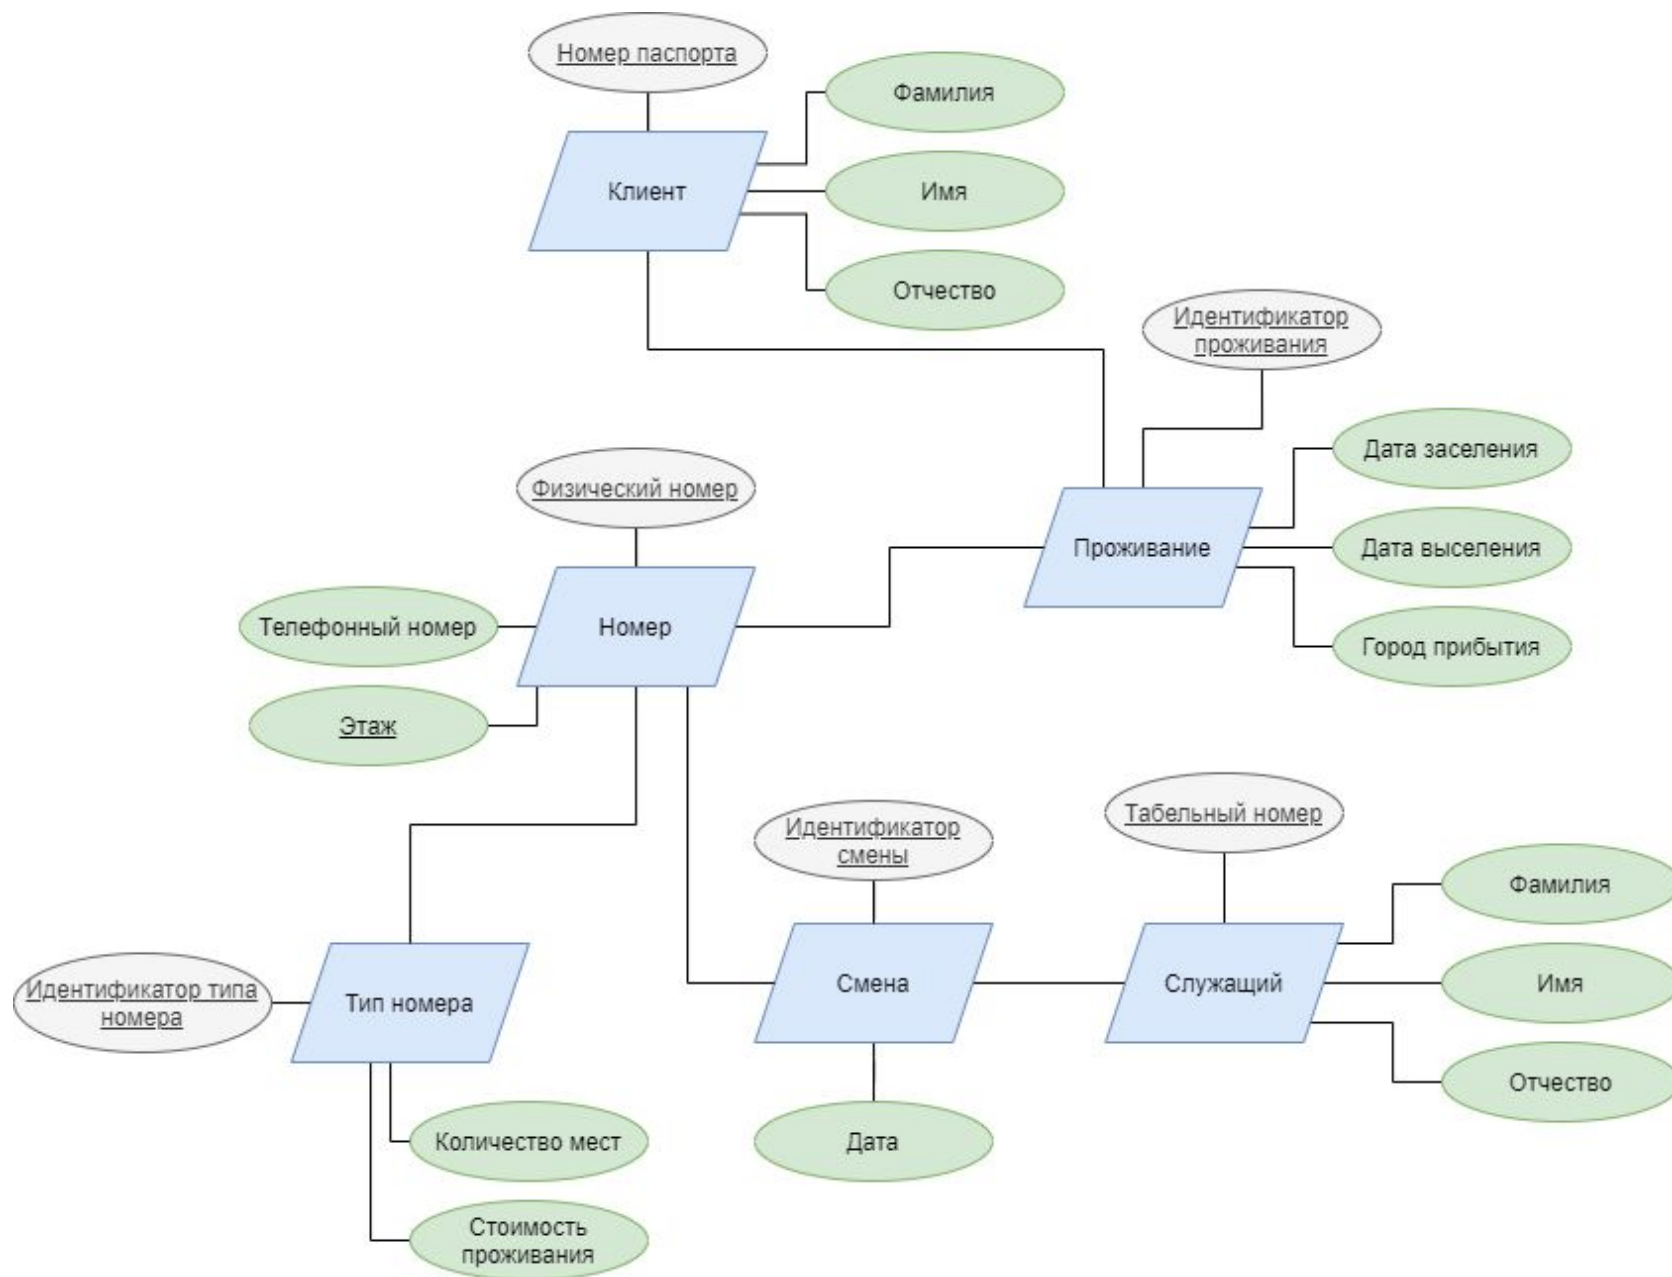 Номер паспорта
Фамилия
Клиент
Имя
Отчество
Идентификатор
проживания
Дата заселения
Физический номер
Проживание
Дата выселения
Телефонный номер
Номер
Город прибытия
Этаж
Идентификатор
смены
Табельный номер
Фамилия
Идентификатор типа
номера
Тип номера
Смена
Служащий
Имя
Отчество
Количество мест
Дата
Стоимость
проживания